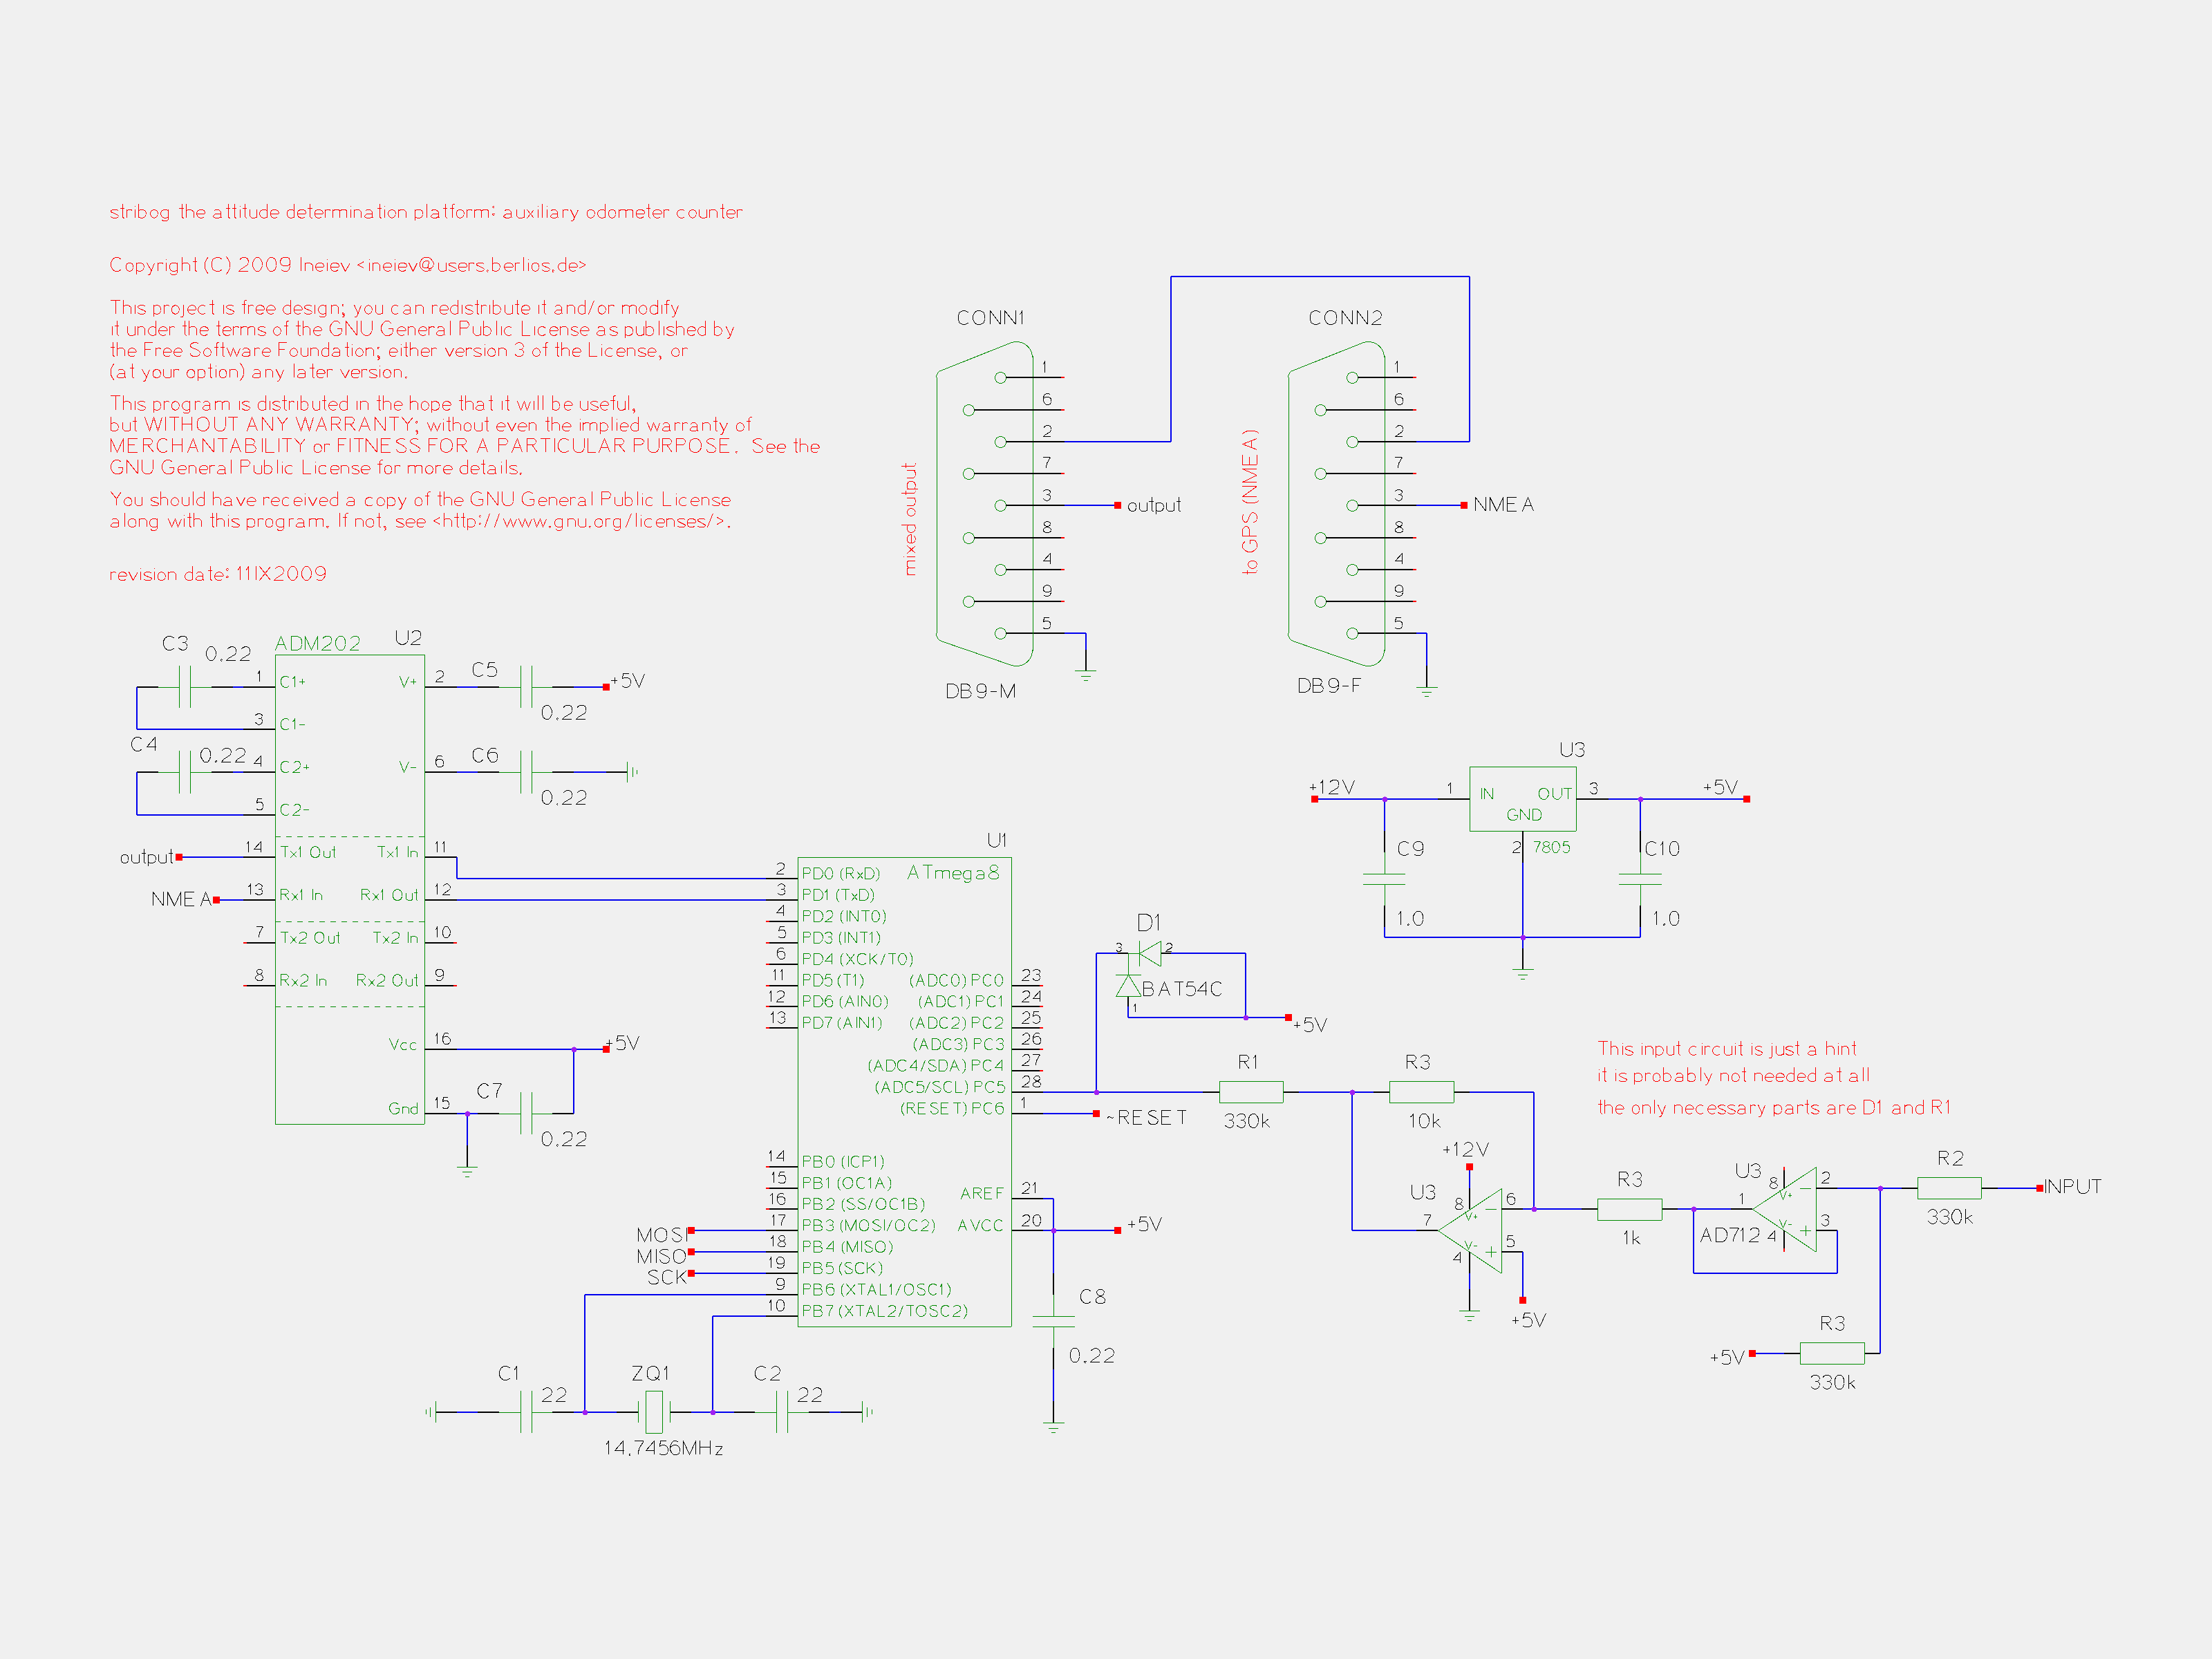 stribog the attitude determination platform: auxiliary odometer counter
Copyright (C) 2009 Ineiev <ineiev@users.berlios.de>
This project is free design; you can redistribute it and/or modify
it under the terms of the GNU General Public License as published by
the Free Software Foundation; either version 3 of the License, or
(at your option) any later version.
This program is distributed in the hope that it will be useful,
but WITHOUT ANY WARRANTY; without even the implied warranty of
MERCHANTABILITY or FITNESS FOR A PARTICULAR PURPOSE. See the
GNU General Public License for more details.
You should have received a copy of the GNU General Public License
along with this program. If not, see <http://www.gnu.org/licenses/>.
revision date: 11IX2009
CONN1
mixed output
1
6
2
7
3 output
8
4
9
5
DB9-M
CONN2
to GPS (NMEA)
1
6
2
7
3 NMEA
8
4
9
5
DB9-F
ADM202 U2
C3 0.22 1 C1+ V+ 2 C5 0.22 +5V
3 C1-
C4 0.22 4 C2+ V- 6 C6 0.22
5 C2-
output 14 Tx1 Out Tx1 In 11
NMEA 13 Rx1 In Rx1 Out 12
7 Tx2 Out Tx2 In 10
8 Rx2 In Rx2 Out 9
Vcc 16 +5V
Gnd 15 C7 0.22
U1
ATmega8
2 PD0 (RxD)
3 PD1 (TxD)
4 PD2 (INT0)
5 PD3 (INT1)
6 PD4 (XCK/T0)
11 PD5 (T1)
12 PD6 (AIN0)
13 PD7 (AIN1)
(ADC0) PC0 23
(ADC1) PC1 24
(ADC2) PC2 25
(ADC3) PC3 26
(ADC4/SDA) PC4 27
(ADC5/SCL) PC5 28
(RESET) PC6 1 ~RESET
14 PB0 (ICP1)
15 PB1 (OC1A)
16 PB2 (SS/OC1B)
MOSI 17 PB3 (MOSI/OC2)
MISO 18 PB4 (MISO)
SCK 19 PB5 (SCK)
9 PB6 (XTAL1/OSC1)
10 PB7 (XTAL2/TOSC2)
AREF 21
AVCC 20 +5V
C8
0.22
C1 22
ZQ1
14.7456MHz
C2 22
U3
+12V 1 IN OUT 3 +5V
GND
2 7805
C9 1.0
C10 1.0
D1
3 2
BAT54C
1
+5V
R1
330k
R3
10k
This input circuit is just a hint
it is probably not needed at all
the only necessary parts are D1 and R1
+12V
U3
8 V+ - 6
7
4 V- + 5
+5V
R3
1k
U3
8 V+ - 2
1
AD712 4 V- + 3
R2
330k
INPUT
R3
+5V
330k